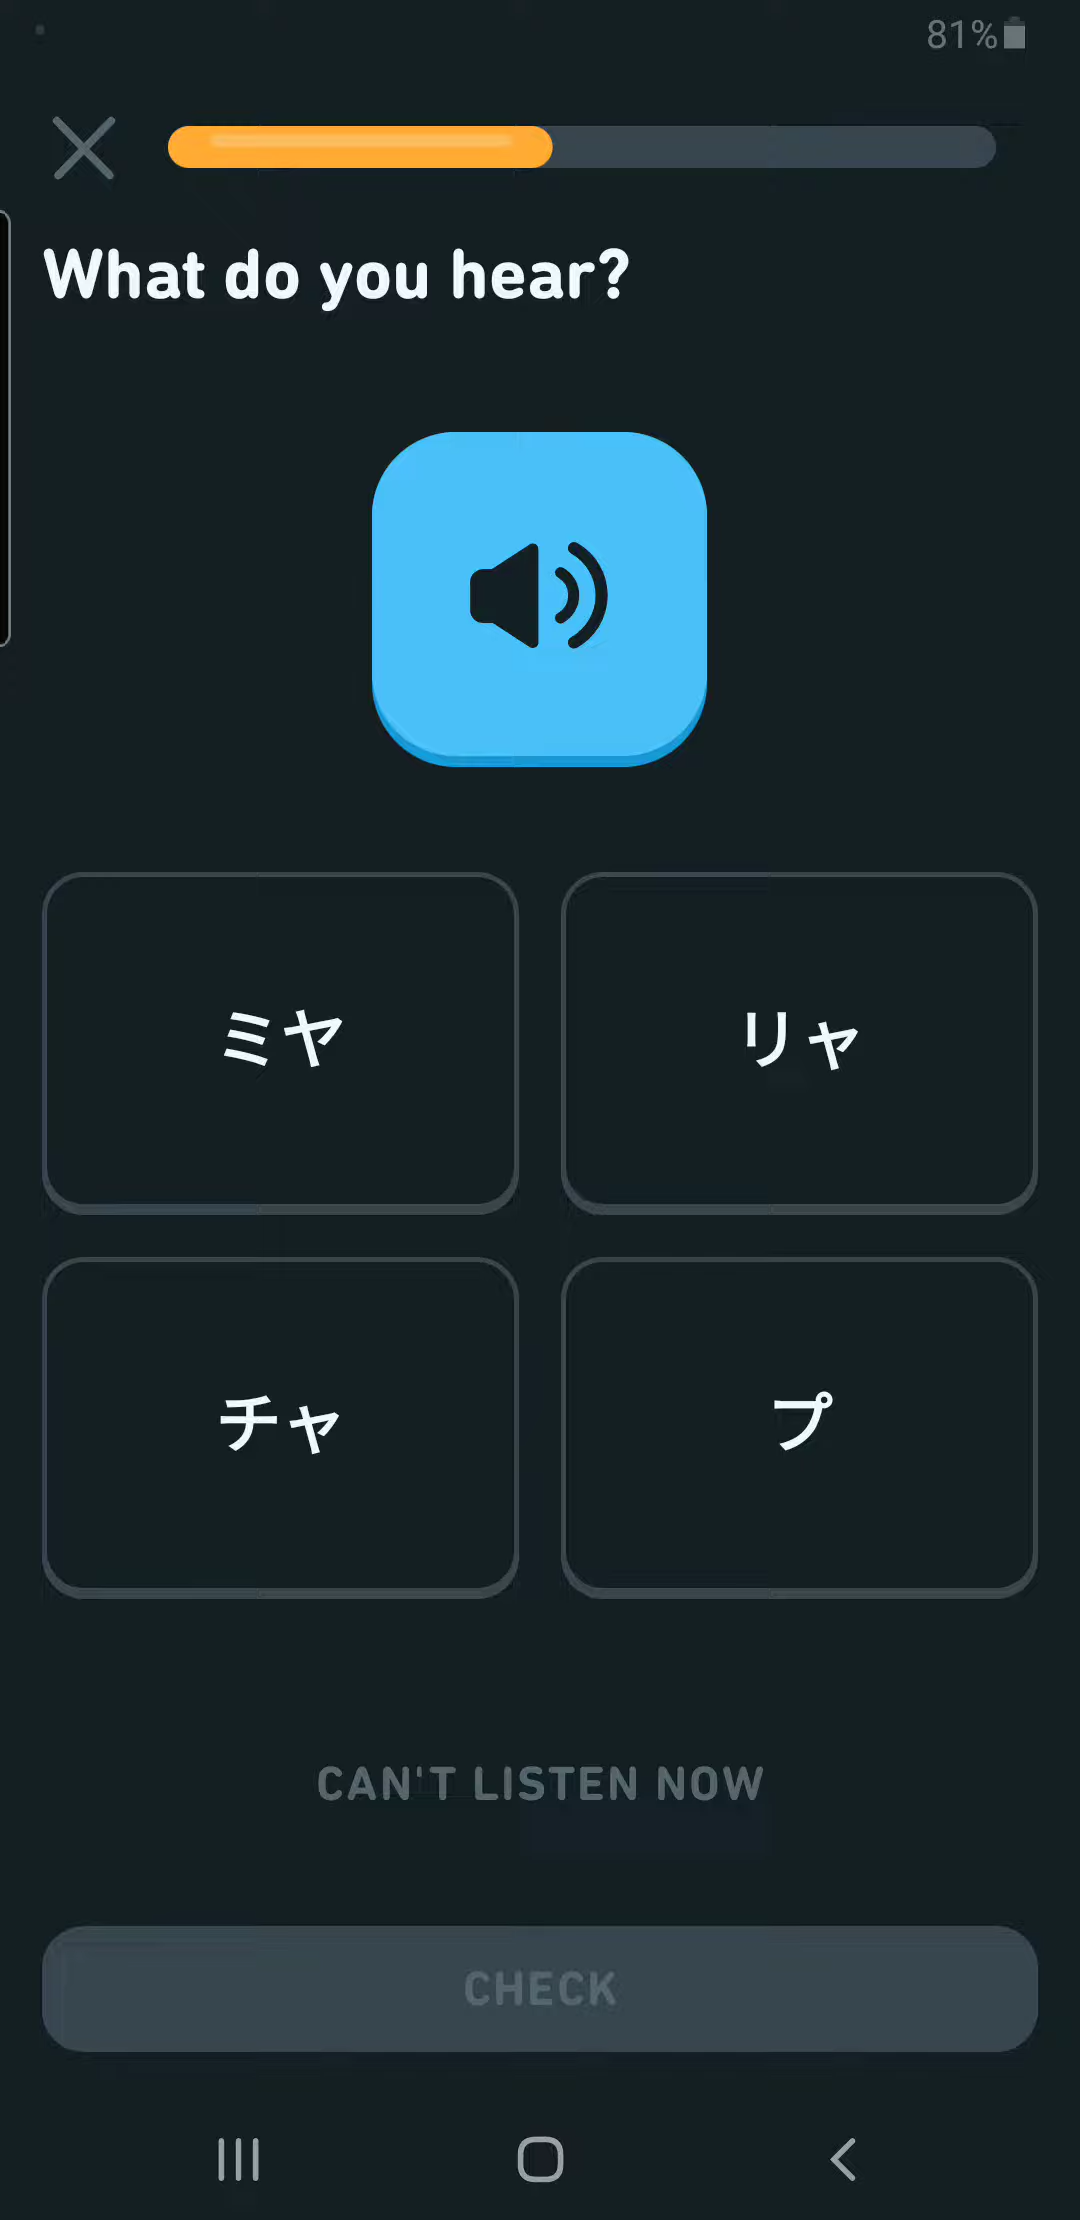 81%
What do you hear?
ミヤ
リャ
チャ
プ
CAN'T LISTEN NOW
CHECK